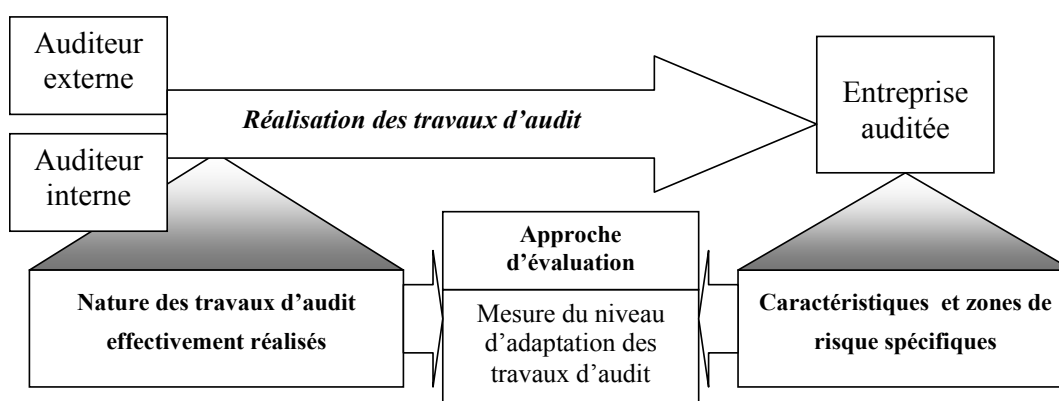 Auditeur
externe
Réalisation des travaux d'audit
Entreprise
auditée
Auditeur
interne
Approche
d'évaluation
Nature des travaux d'audit
effectivement réalisés
Mesure du niveau
d'adaptation des
travaux d'audit
Caractéristiques et zones de
risque spécifiques